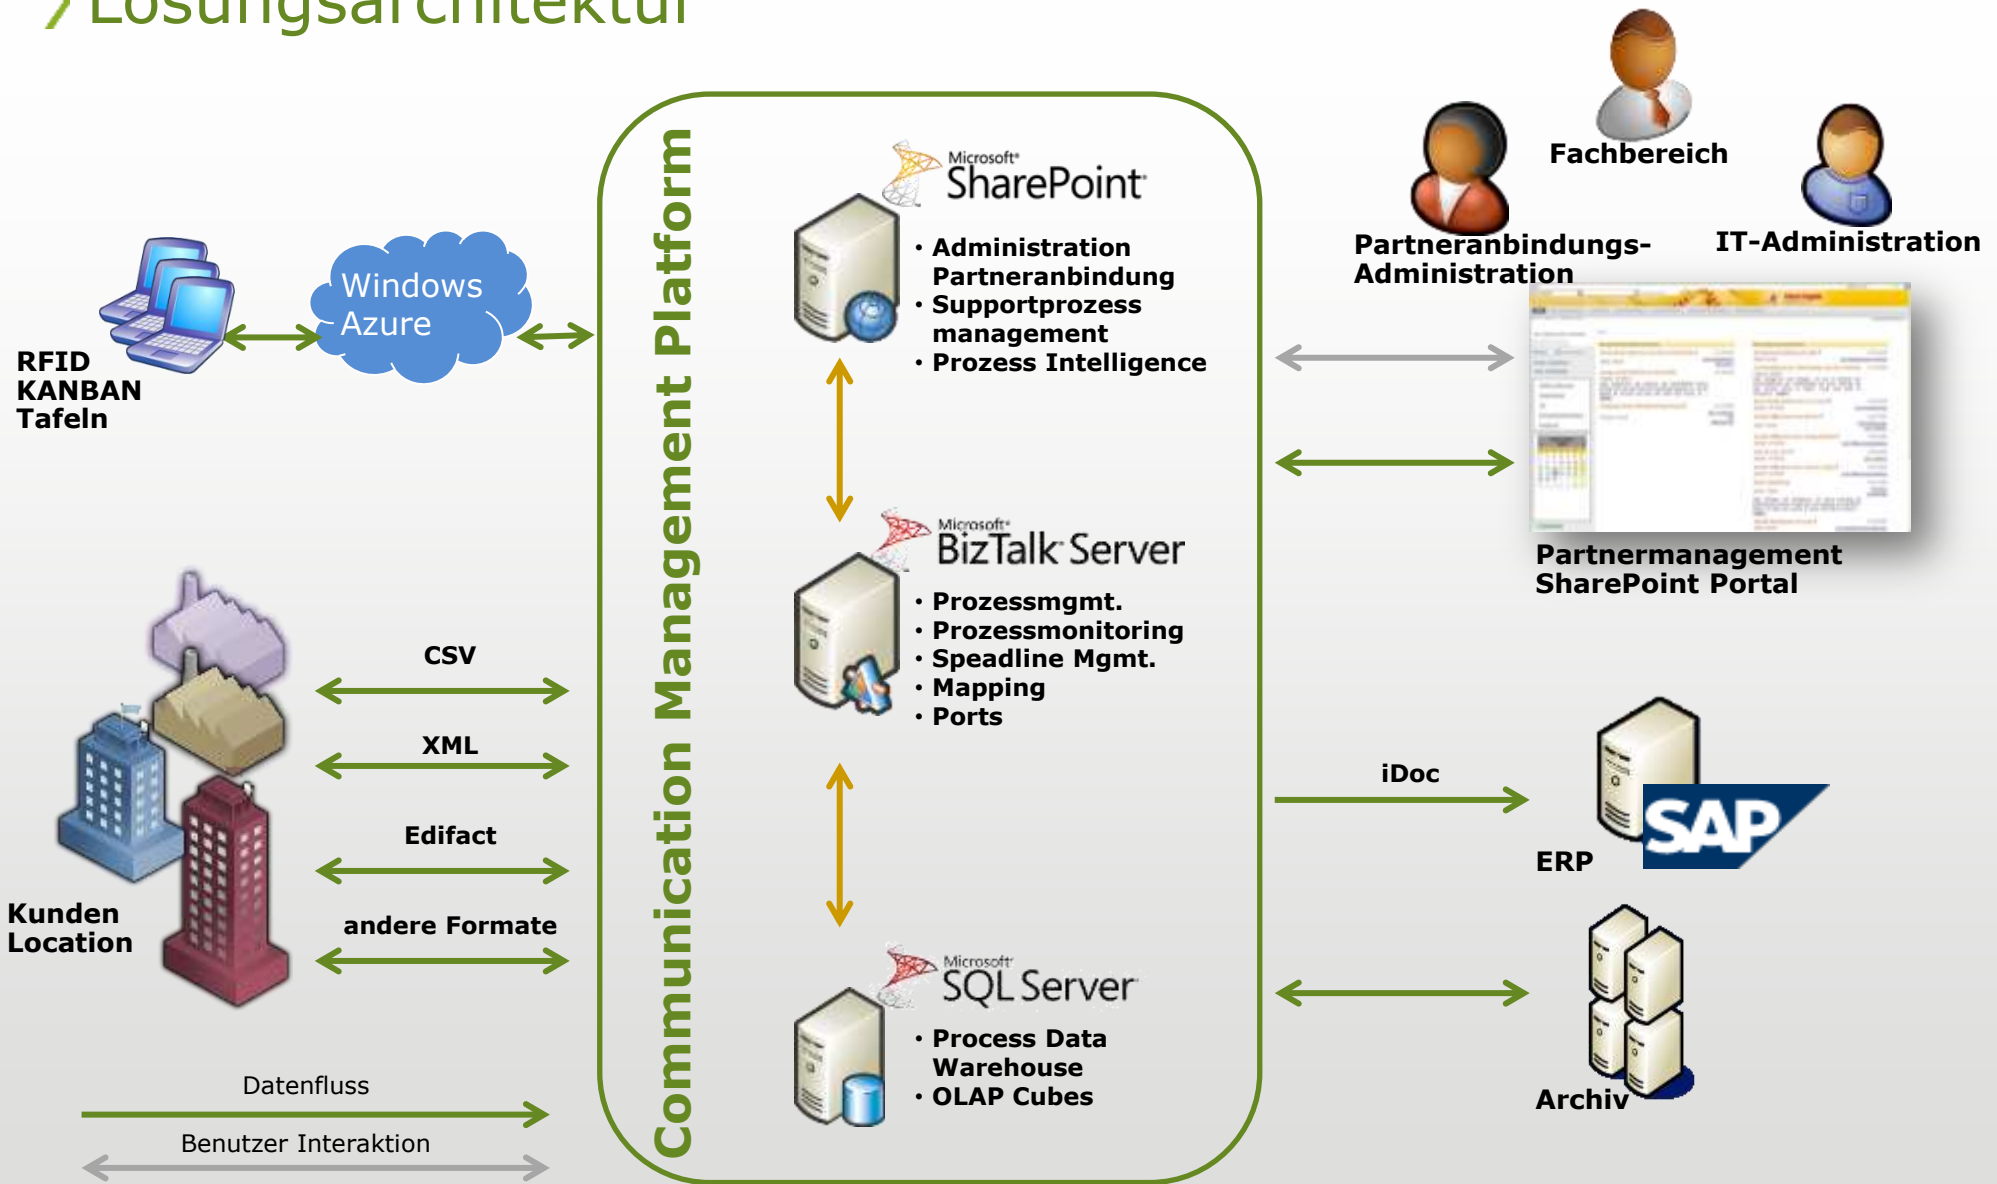 Lösungsarchitektur
Fachbereich
Partneranbindungs-
Administration
IT-Administration
RFID
KANBAN
Tafeln
Windows
Azure
Communication Management Platform
Microsoft
SharePoint
• Administration
Partneranbindung
• Supportprozess
management
• Prozess Intelligence
Partnermanagement
SharePoint Portal
Microsoft
BizTalk Server
• Prozessmgmt.
• Prozessmonitoring
• Speadline Mgmt.
• Mapping
• Ports
Kunden
Location
CSV
XML
Edifact
andere Formate
iDoc
SAP
ERP
Microsoft
SQL Server
• Process Data
Warehouse
• OLAP Cubes
Archiv
Datenfluss
Benutzer Interaktion